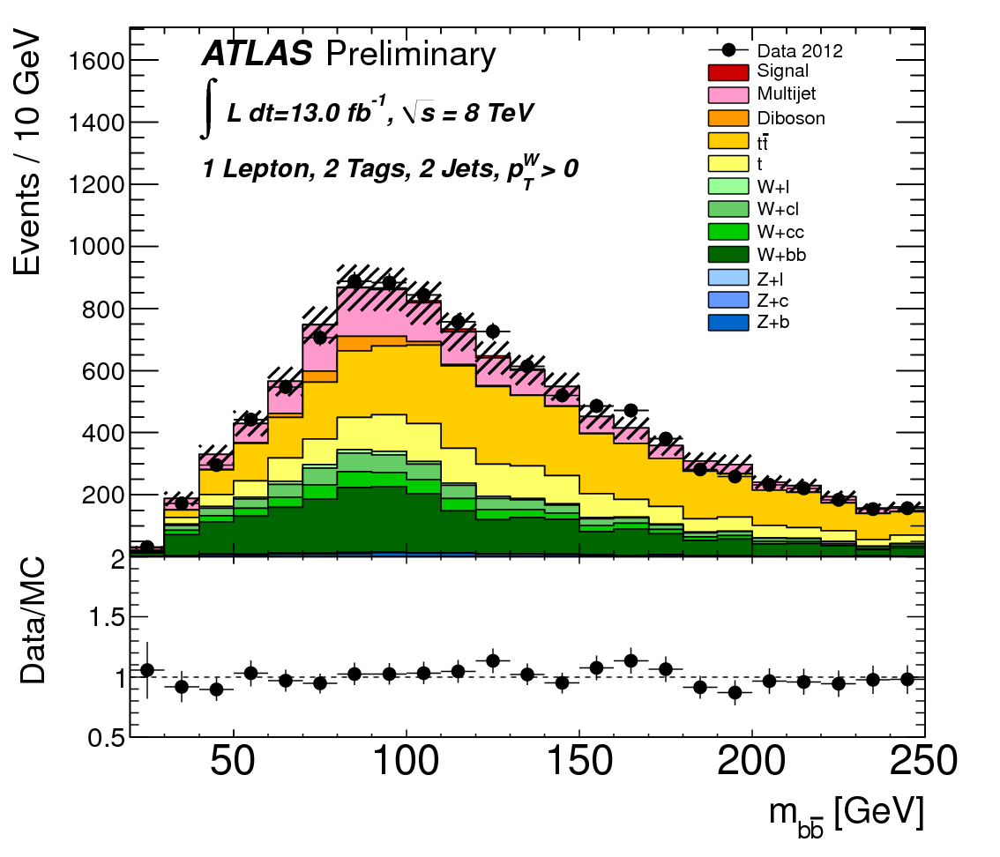 ATLAS Preliminary
∫ L dt=13.0 fb⁻¹, √s = 8 TeV
1 Lepton, 2 Tags, 2 Jets, p_T^W > 0
Data 2012
Signal
Multijet
Diboson
tt̄
t
W+l
W+cl
W+cc
W+bb
Z+l
Z+c
Z+b
Events / 10 GeV
1600
1400
1200
1000
800
600
400
200
Data/MC
2
1.5
1
0.5
50 100 150 200 250
m_bb̄ [GeV]